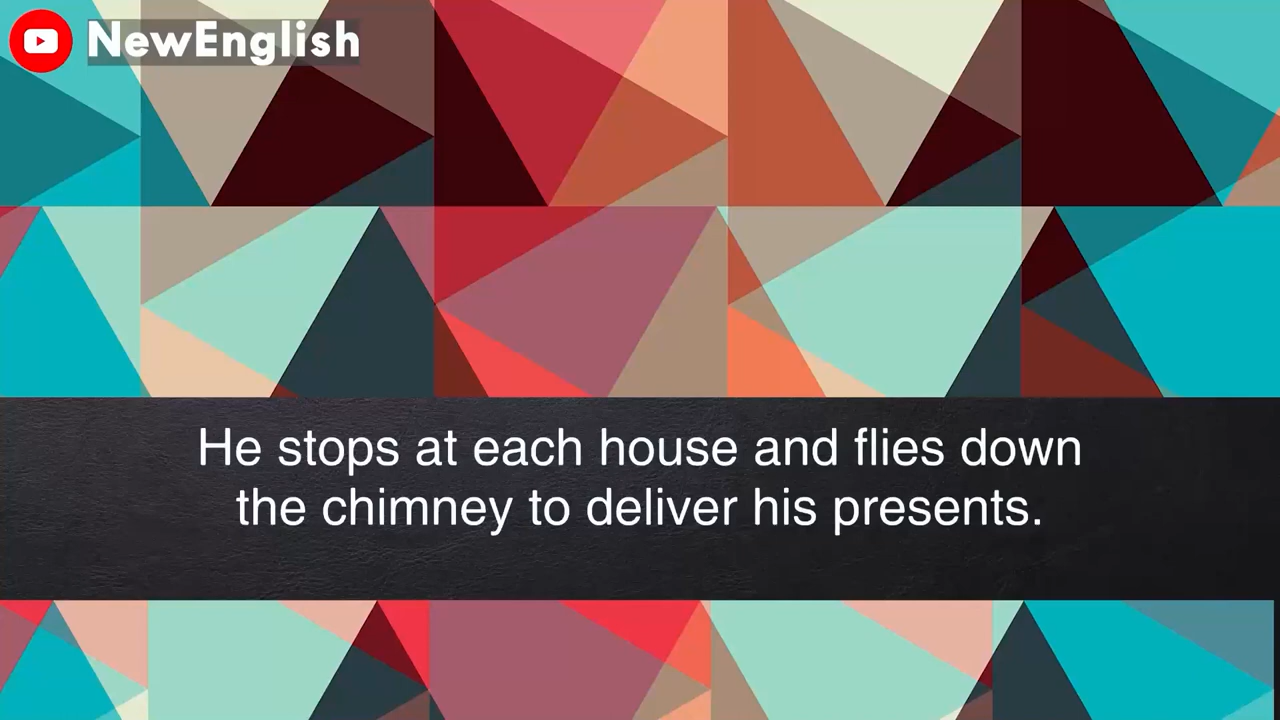 NewEnglish
He stops at each house and flies down
the chimney to deliver his presents.